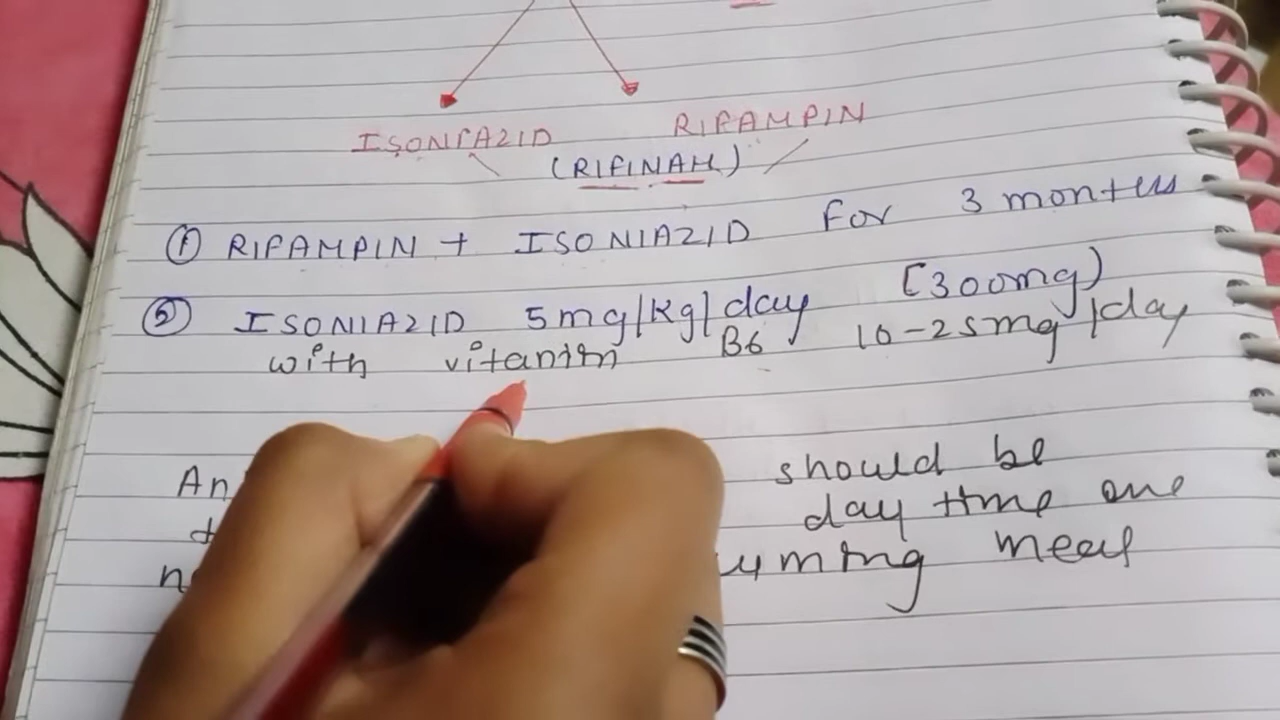 ISONIAZID RIFAMPIN
(RIFINAH)
① RIFAMPIN + ISONIAZID For 3 months
② ISONIAZID 5mg/Kg/day [300mg)
with vitamin B6 10-25mg/day
should be
day time one
meal